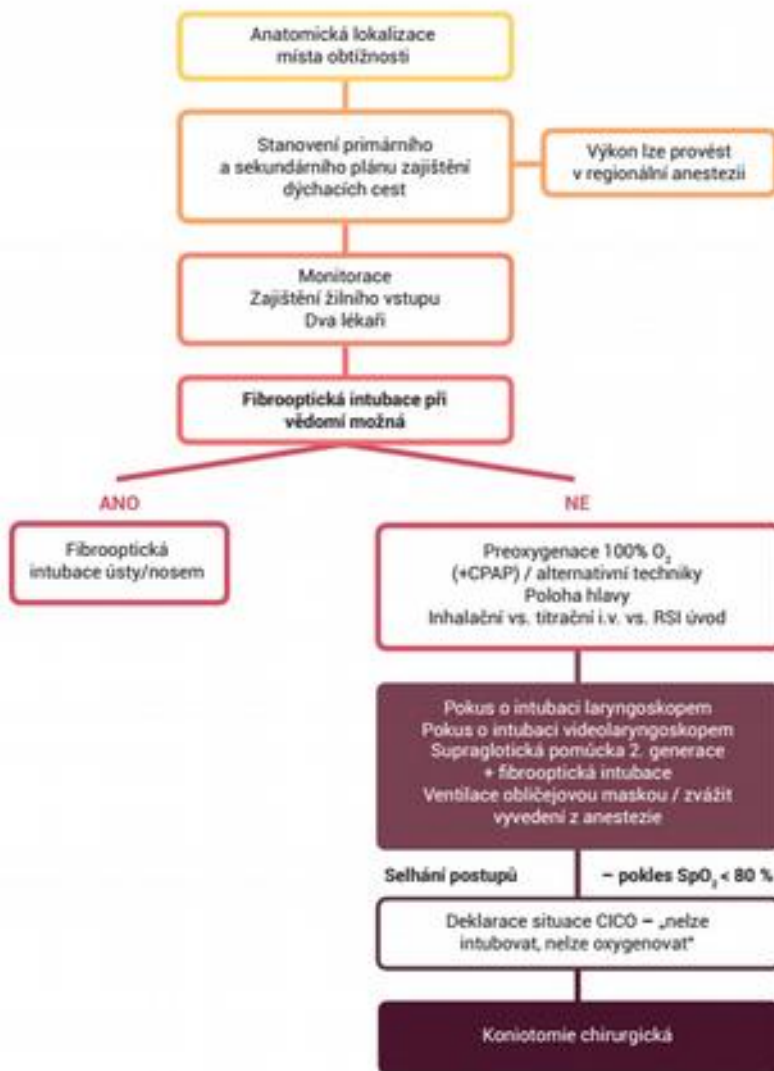 Anatomická lokalizace
místa obtížnosti
Stanovení primárního
a sekundárního plánu zajištění
dýchacích cest
Výkon lze provést
v regionální anestezii
Monitorace
Zajištění žilního vstupu
Dva lékaři
Fibrooptická intubace při
vědomí možná
ANO
NE
Fibrooptická
intubace ústy/nosem
Preoxygenace 100% O₂
(+CPAP) / alternativní techniky
Poloha hlavy
Inhalační vs. titrační i.v. vs. RSI úvod
Pokus o intubaci laryngoskopem
Pokus o intubaci videolaryngoskopem
Supraglotická pomůcka 2. generace
+ fibrooptická intubace
Ventilace obličejovou maskou / zvážit
vyvedení z anestezie
Selhání postupů – pokles SpO₂ < 80 %
Deklarace situace CICO – „nelze
intubovat, nelze oxygenovat“
Koniotomie chirurgická